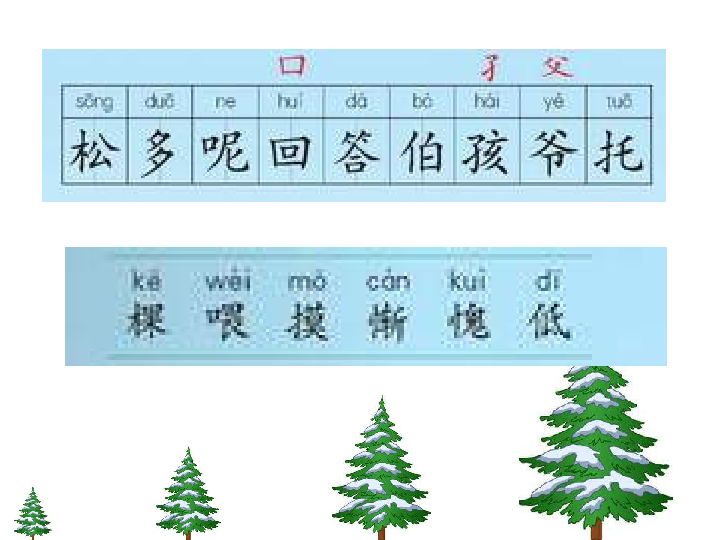 口 孑 父
sōng duō ne huí dá bó hái yé tuō
松 多 呢 回 答 伯 孩 爷 托
kē wèi mō cán kuì dī
棵 喂 摸 惭 愧 低